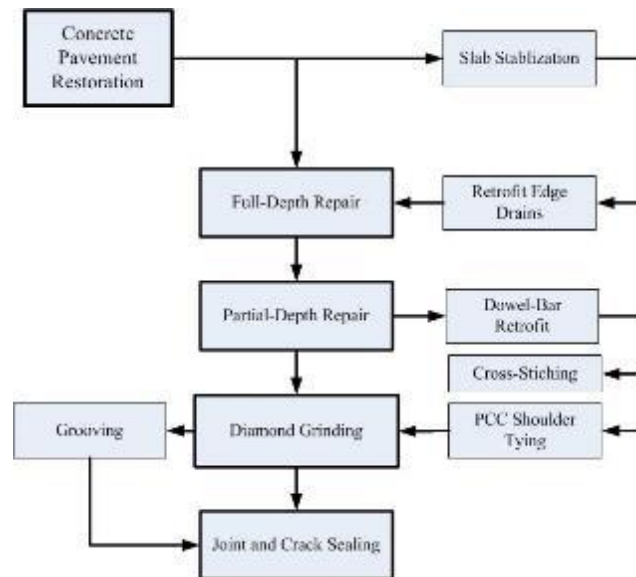 Concrete
Pavement
Restoration
Slab Stablization
Full-Depth Repair
Retrofit Edge
Drains
Partial-Depth Repair
Dowel-Bar
Retrofit
Cross-Stiching
Grooving
Diamond Grinding
PCC Shoulder
Tying
Joint and Crack Sealing